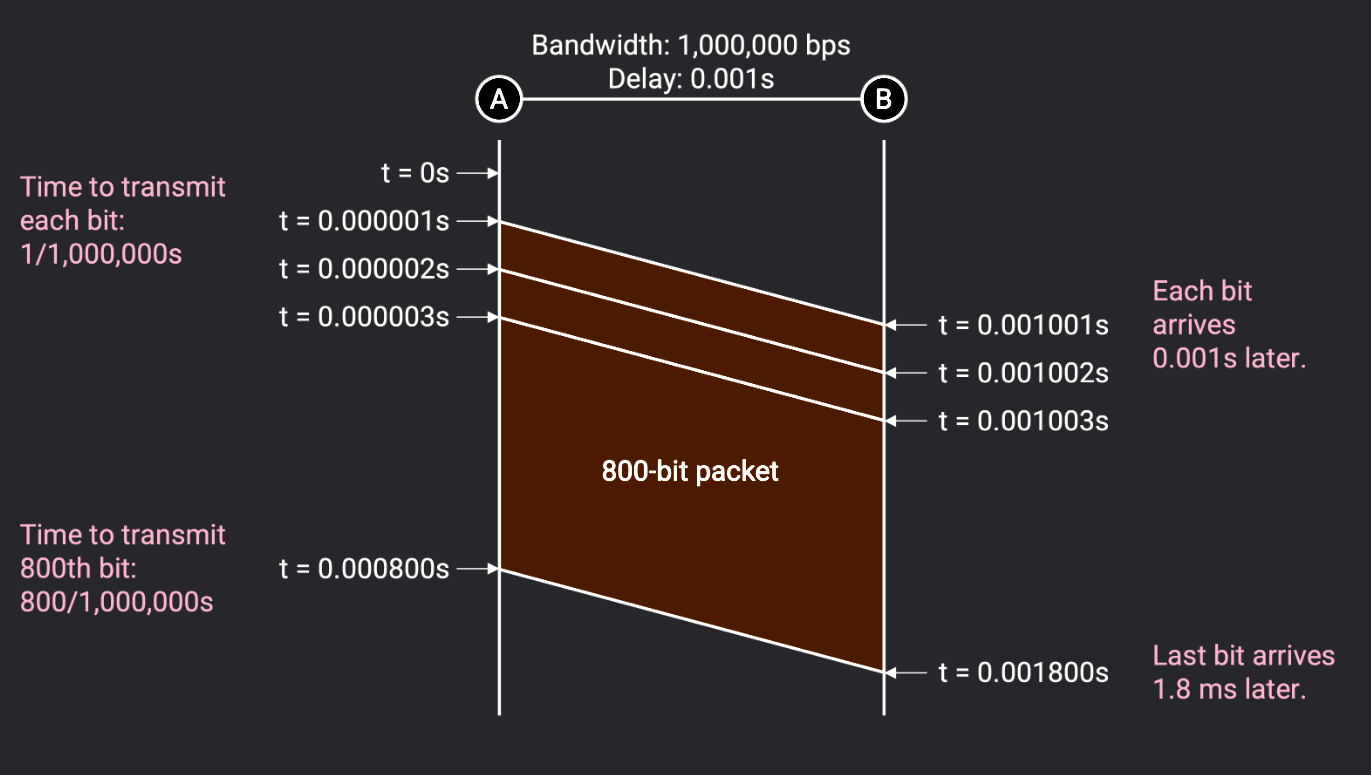 Bandwidth: 1,000,000 bps
Delay: 0.001s
A
B
t = 0s
Time to transmit
each bit:
1/1,000,000s
t = 0.000001s
t = 0.000002s
t = 0.000003s
Each bit
arrives
0.001s later.
t = 0.001001s
t = 0.001002s
t = 0.001003s
800-bit packet
Time to transmit
800th bit:
800/1,000,000s
t = 0.000800s
t = 0.001800s
Last bit arrives
1.8 ms later.